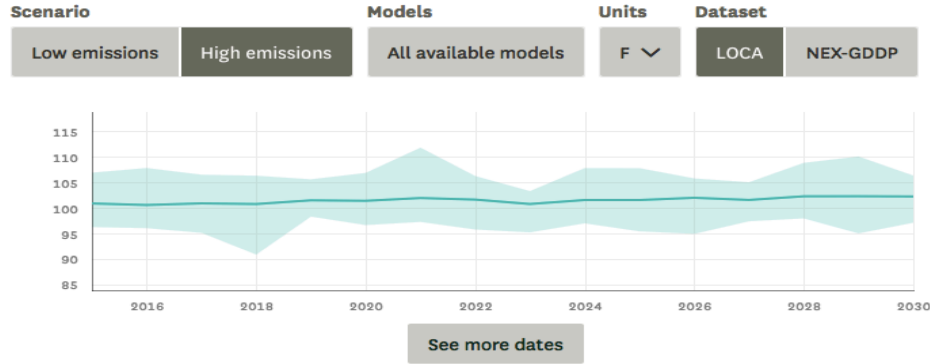 Scenario Models Units Dataset
Low emissions High emissions All available models F LOCA NEX-GDDP
115
110
105
100
95
90
85
2016 2018 2020 2022 2024 2026 2028 2030
See more dates